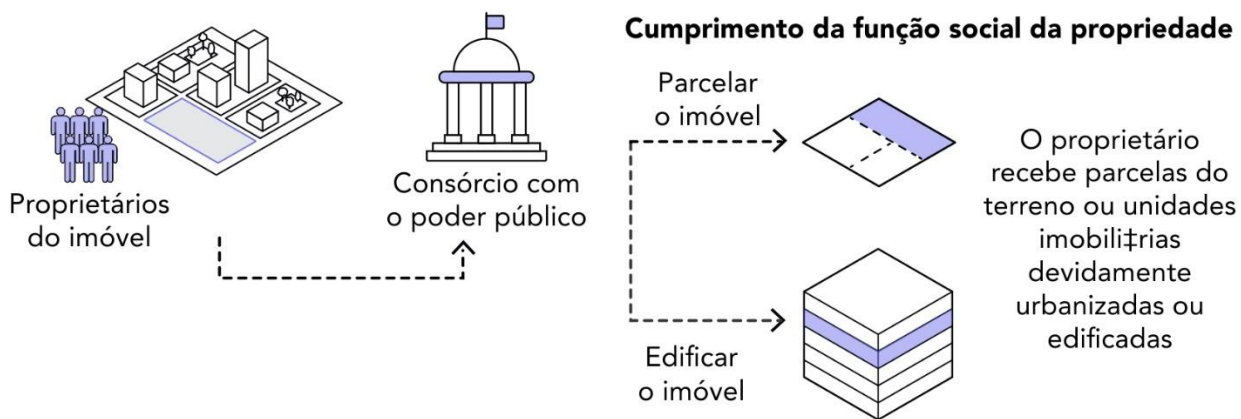 Proprietários
do imóvel
Consórcio com
o poder público
Cumprimento da função social da propriedade
Parcelar
o imóvel
Edificar
o imóvel
O proprietário
recebe parcelas do
terreno ou unidades
imobili‡rias
devidamente
urbanizadas ou
edificadas